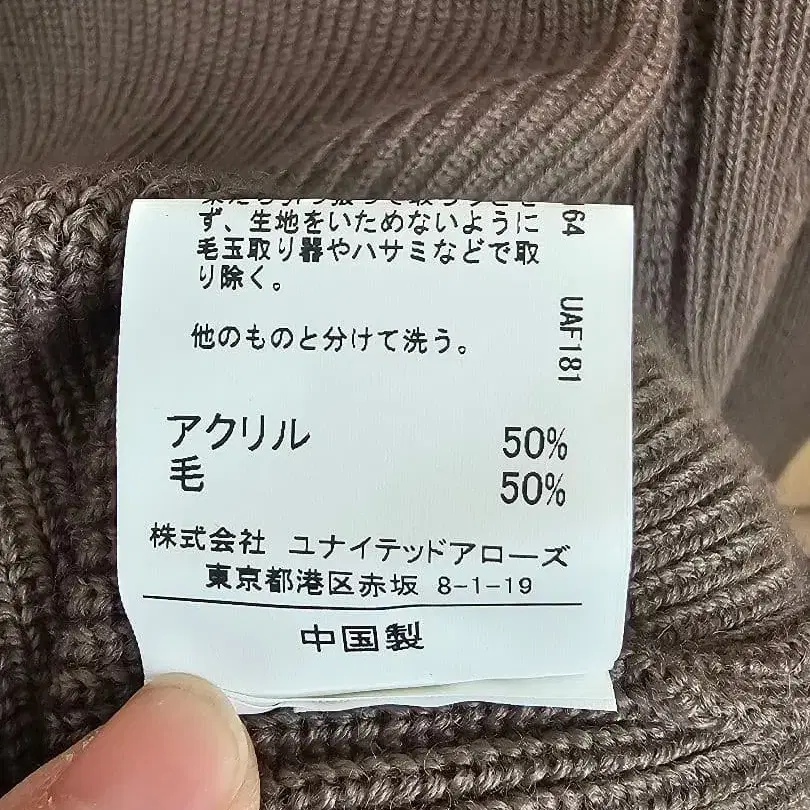 ず、生地をいためないように
毛玉取り器やハサミなどで取
り除く。
他のものと分けて洗う。
アクリル 50%
毛 50%
株式会社 ユナイテッドアローズ
東京都港区赤坂 8-1-19
中国製
64
UAF181